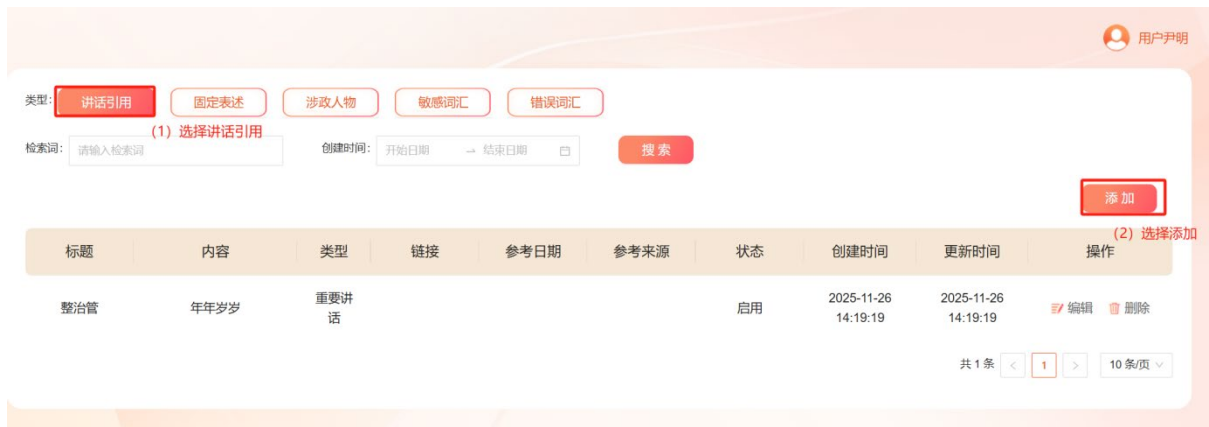 用户尹明
类型: 讲话引用 固定表述 涉政人物 敏感词汇 错误词汇
(1) 选择讲话引用
检索词: 请输入检索词 创建时间: 开始日期 → 结束日期 搜索
添加
(2) 选择添加
标题 内容 类型 链接 参考日期 参考来源 状态 创建时间 更新时间 操作
整治管 年年岁岁 重要讲话 启用 2025-11-26 14:19:19 2025-11-26 14:19:19 编辑 删除
共 1 条 < 1 > 10 条/页